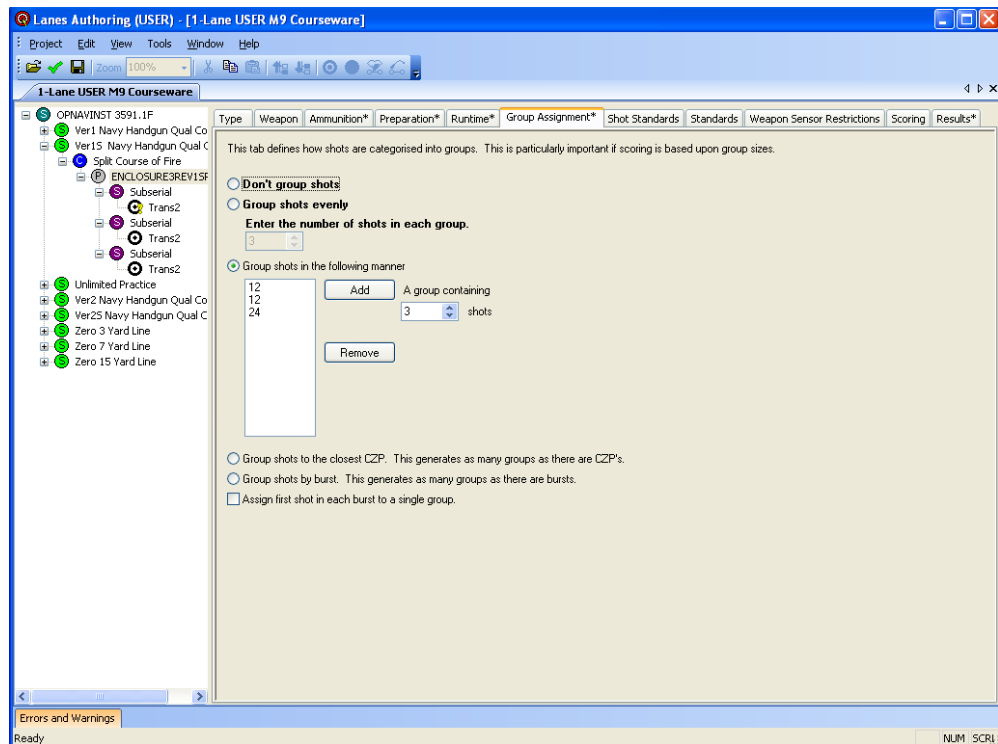 Lanes Authoring (USER) - [1-Lane USER M9 Courseware]
Project Edit View Tools Window Help
Zoom 100%
1-Lane USER M9 Courseware
OPNAVINST 3591.1F
Ver1 Navy Handgun Qual Co
Ver1S Navy Handgun Qual C
Split Course of Fire
ENCLOSURE3REV1SF
Subserial
Trans2
Subserial
Trans2
Subserial
Trans2
Unlimited Practice
Ver2 Navy Handgun Qual Co
Ver2S Navy Handgun Qual C
Zero 3 Yard Line
Zero 7 Yard Line
Zero 15 Yard Line
Type Weapon Ammunition* Preparation* Runtime* Group Assignment* Shot Standards Standards Weapon Sensor Restrictions Scoring Results*
This tab defines how shots are categorised into groups. This is particularly important if scoring is based upon group sizes.
Don't group shots
Group shots evenly
Enter the number of shots in each group.
3
Group shots in the following manner
12
12
24
Add A group containing
3 shots
Remove
Group shots to the closest CZP. This generates as many groups as there are CZP's.
Group shots by burst. This generates as many groups as there are bursts.
Assign first shot in each burst to a single group.
Errors and Warnings
Ready NUM SCRL